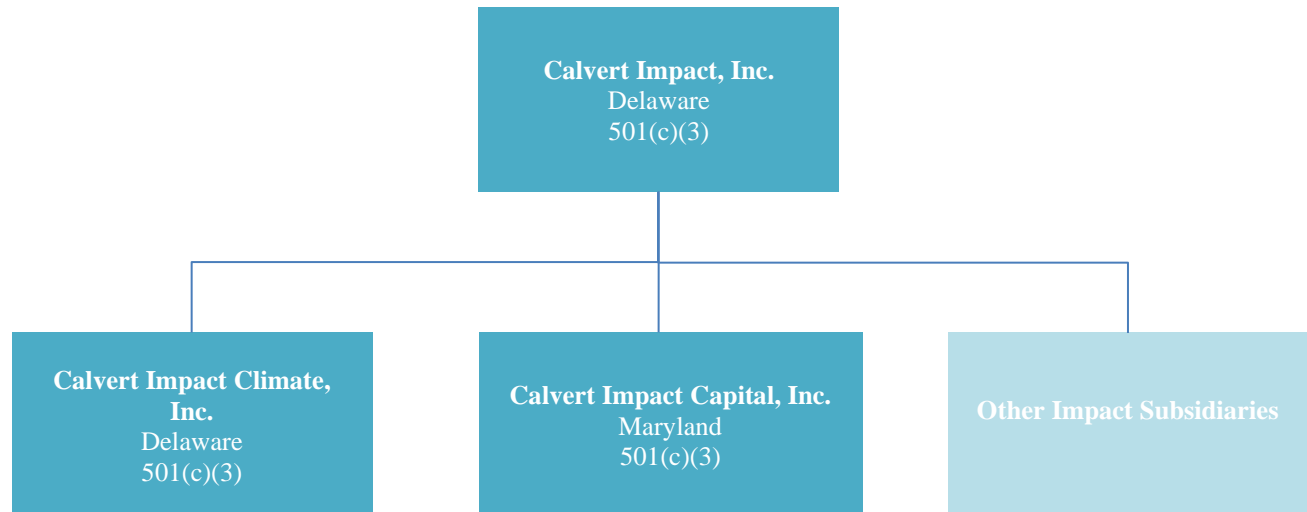 Calvert Impact, Inc.
Delaware
501(c)(3)
Calvert Impact Climate,
Inc.
Delaware
501(c)(3)
Calvert Impact Capital, Inc.
Maryland
501(c)(3)
Other Impact Subsidiaries